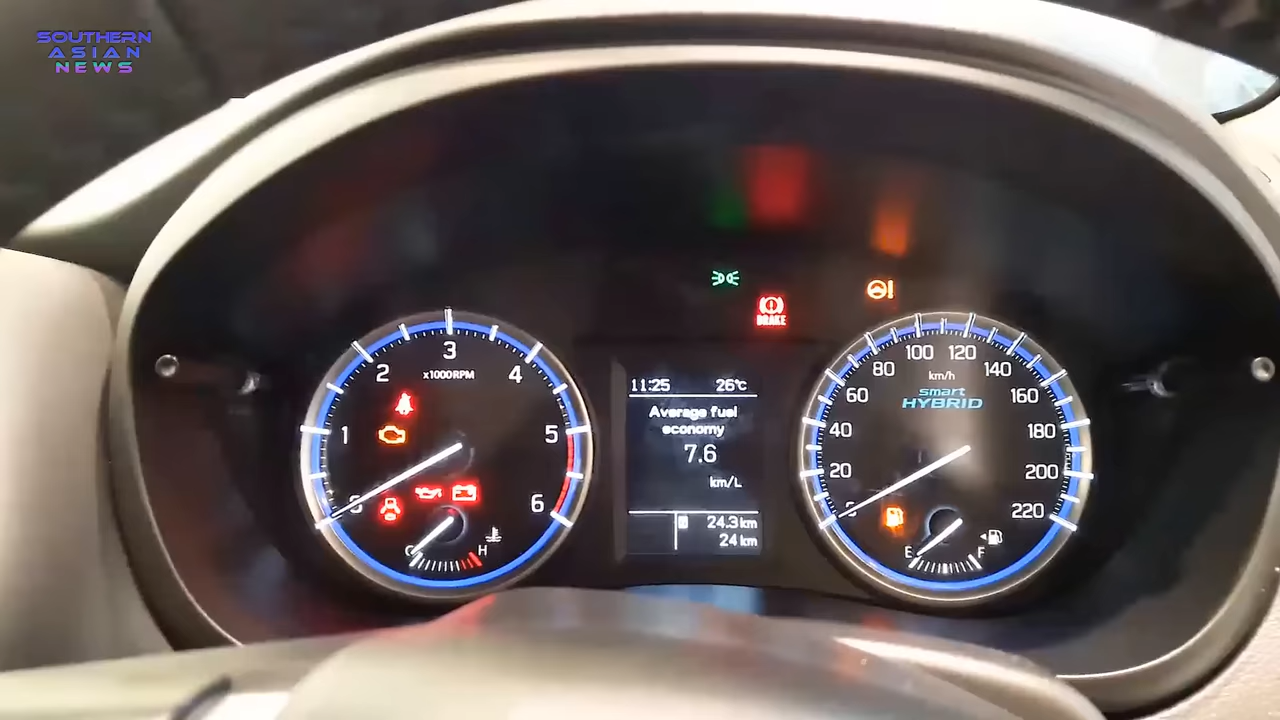 SOUTHERN
ASIAN
NEWS
BRAKE
0
1
2
3
4
5
6
x1000RPM
C
H
11:25 26°C
Average fuel
economy
7.6
km/L
24.3 km
24 km
0
20
40
60
80
100
120
140
160
180
200
220
km/h
smart
HYBRID
E
F